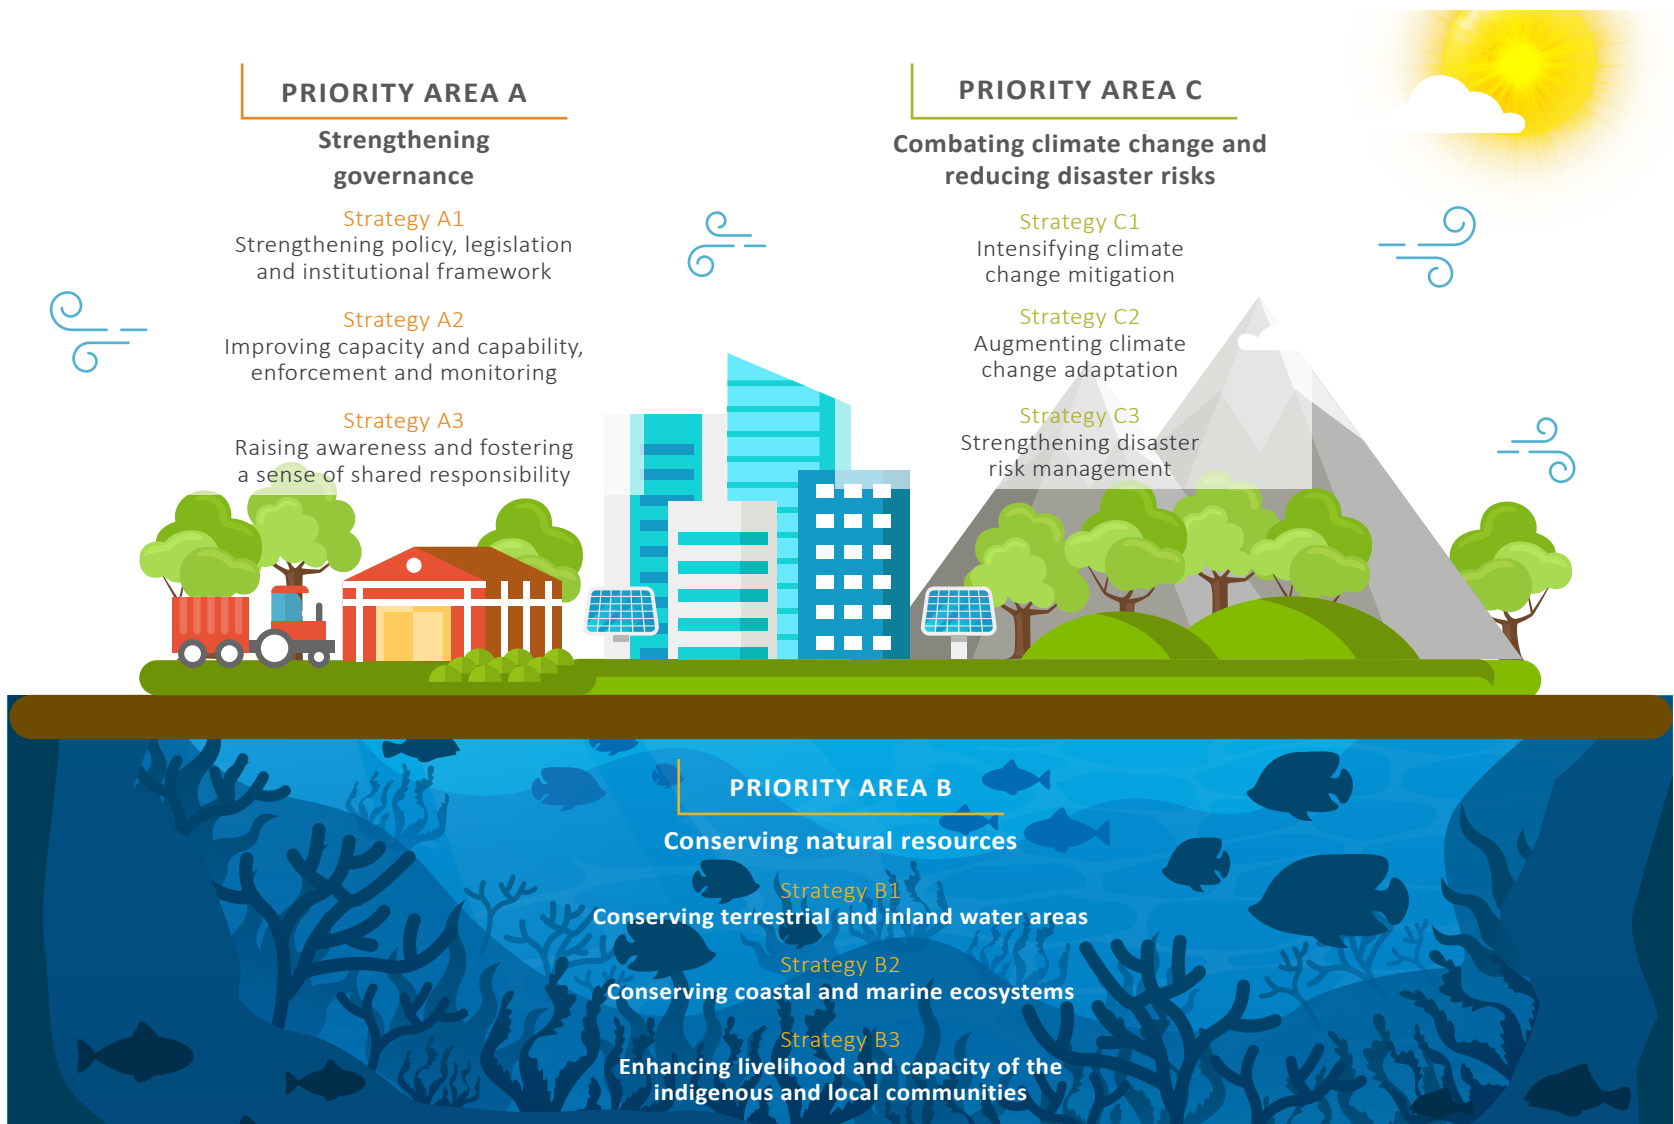 PRIORITY AREA A
Strengthening
governance
Strategy A1
Strengthening policy, legislation
and institutional framework
Strategy A2
Improving capacity and capability,
enforcement and monitoring
Strategy A3
Raising awareness and fostering
a sense of shared responsibility
PRIORITY AREA C
Combating climate change and
reducing disaster risks
Strategy C1
Intensifying climate
change mitigation
Strategy C2
Augmenting climate
change adaptation
Strategy C3
Strengthening disaster
risk management
PRIORITY AREA B
Conserving natural resources
Strategy B1
Conserving terrestrial and inland water areas
Strategy B2
Conserving coastal and marine ecosystems
Strategy B3
Enhancing livelihood and capacity of the
indigenous and local communities